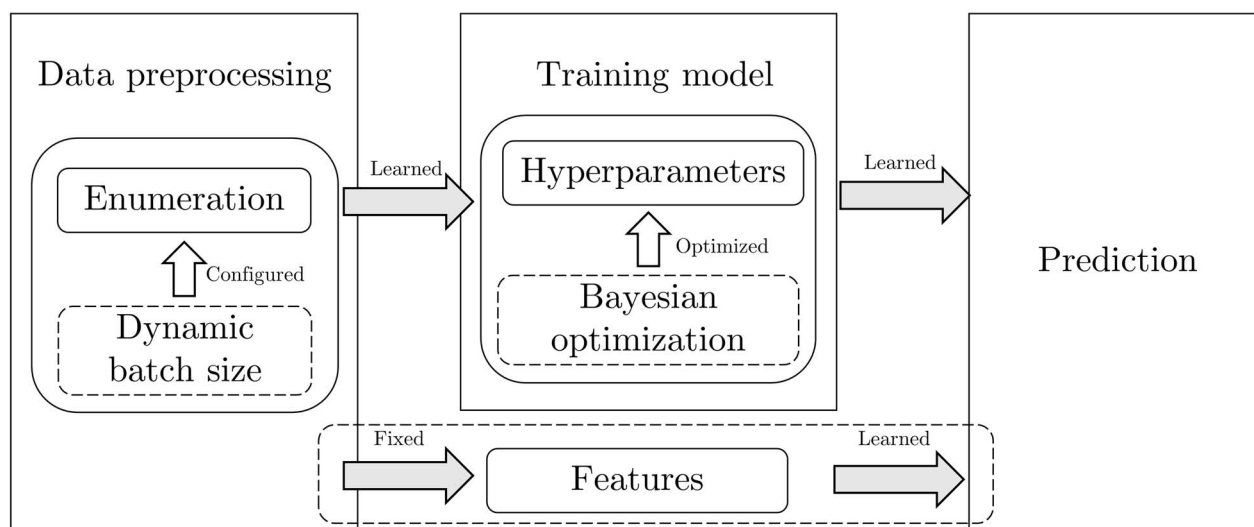 Data preprocessing
Enumeration
Configured
Dynamic
batch size
Learned
Training model
Hyperparameters
Optimized
Bayesian
optimization
Learned
Prediction
Fixed
Features
Learned